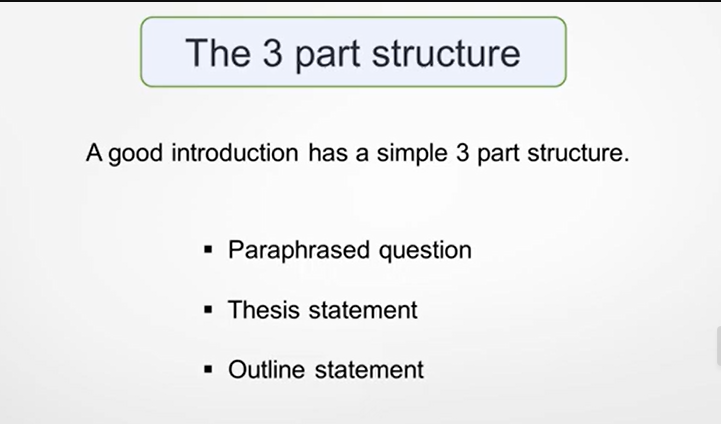 The 3 part structure
A good introduction has a simple 3 part structure.
▪ Paraphrased question
▪ Thesis statement
▪ Outline statement